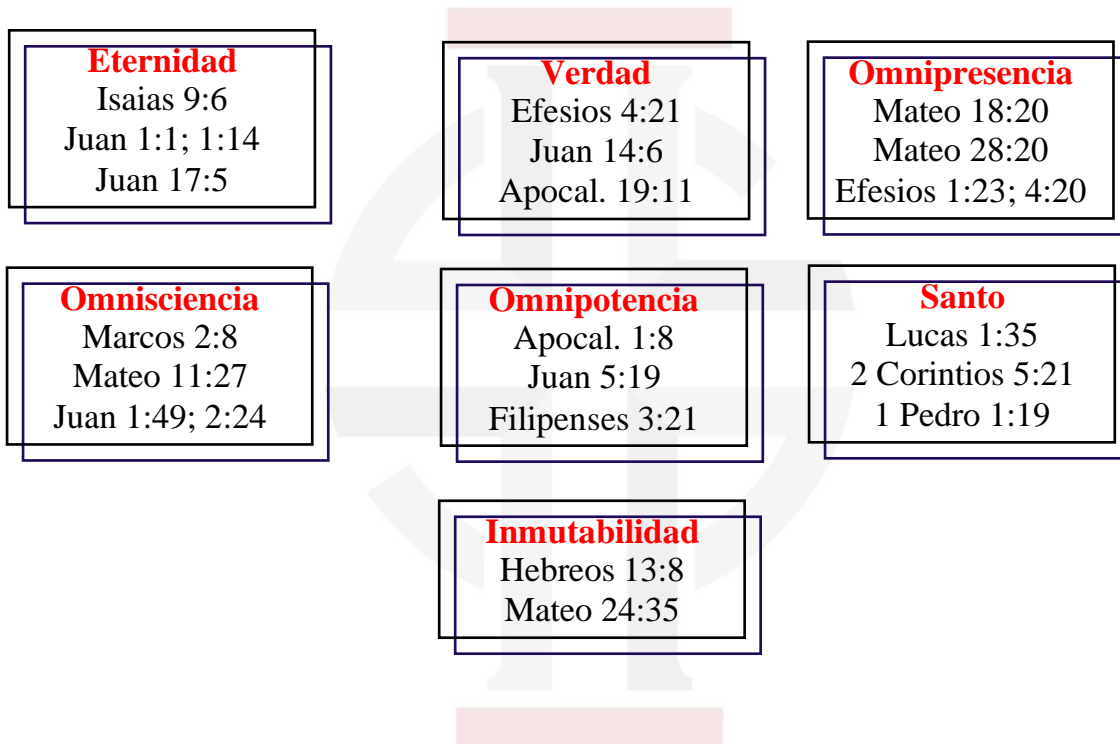 Eternidad
Isaias 9:6
Juan 1:1; 1:14
Juan 17:5
Verdad
Efesios 4:21
Juan 14:6
Apocal. 19:11
Omnipresencia
Mateo 18:20
Mateo 28:20
Efesios 1:23; 4:20
Omnisciencia
Marcos 2:8
Mateo 11:27
Juan 1:49; 2:24
Omnipotencia
Apocal. 1:8
Juan 5:19
Filipenses 3:21
Santo
Lucas 1:35
2 Corintios 5:21
1 Pedro 1:19
Inmutabilidad
Hebreos 13:8
Mateo 24:35